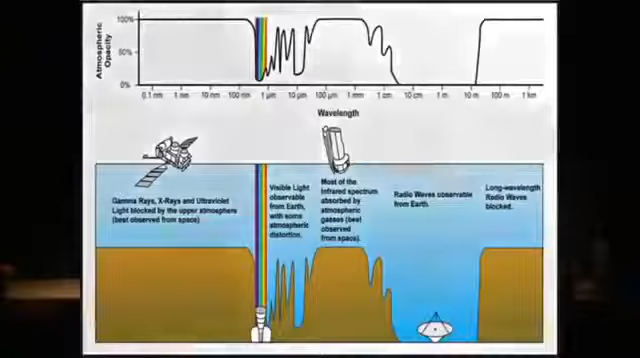 Atmospheric
Opacity
100%
50%
0%
0.1 nm 1 nm 10 nm 100 nm 1 µm 10 µm 100 µm 1 mm 1 cm 10 cm 1 m 10 m 100 m 1 km
Wavelength
Gamma Rays, X-Rays and Ultraviolet
Light blocked by the upper atmosphere
(best observed from space)
Visible Light
observable
from Earth,
with some
atmospheric
distortion.
Most of the
Infrared spectrum
absorbed by
atmospheric
gasses (best
observed
from space).
Radio Waves observable
from Earth.
Long-wavelength
Radio Waves
blocked.